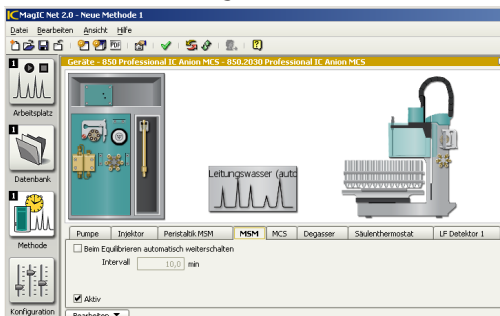 MagIC Net 2.0 - Neue Methode 1
Datei Bearbeiten Ansicht Hilfe
PDF
Geräte - 850 Professional IC Anion MCS - 850.2030 Professional IC Anion MCS
1
Arbeitsplatz
1
Datenbank
1
Methode
Konfiguration
Leitungswasser (auto
Pumpe Injektor Peristaltik MSM MSM MCS Degasser Säulenthermostat LF Detektor 1
Beim Equilibrieren automatisch weiterschalten
Intervall 10,0 min
Aktiv
Bearbeiten